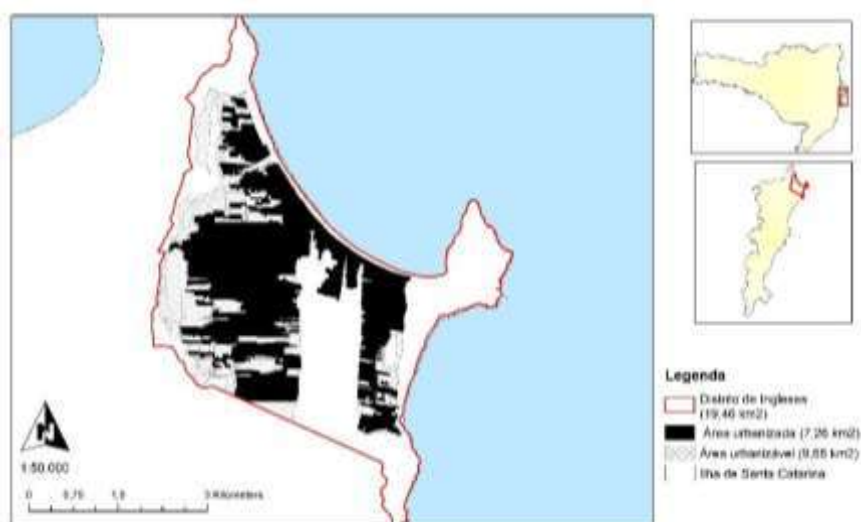 1:50.000
0 0,75 1,5 3 Kilometers
Legenda
Distrito de Ingleses
(19,46 km2)
Área urbanizada (7,26 km2)
Área urbanizável (9,66 km2)
Ilha de Santa Catarina